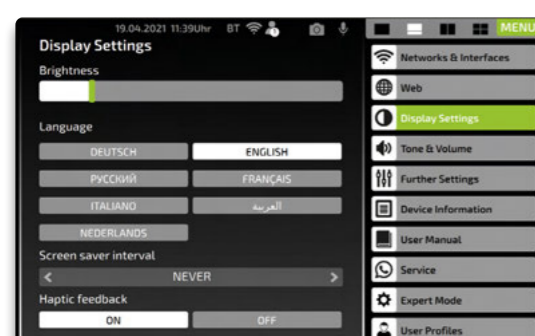 19.04.2021 11:39Uhr BT
MENU
Display Settings
Brightness
Language
DEUTSCH
ENGLISH
РУССКИЙ
FRANÇAIS
ITALIANO
العربية
NEDERLANDS
Screen saver interval
NEVER
Haptic feedback
ON
OFF
Networks & Interfaces
Web
Display Settings
Tone & Volume
Further Settings
Device Information
User Manual
Service
Expert Mode
User Profiles